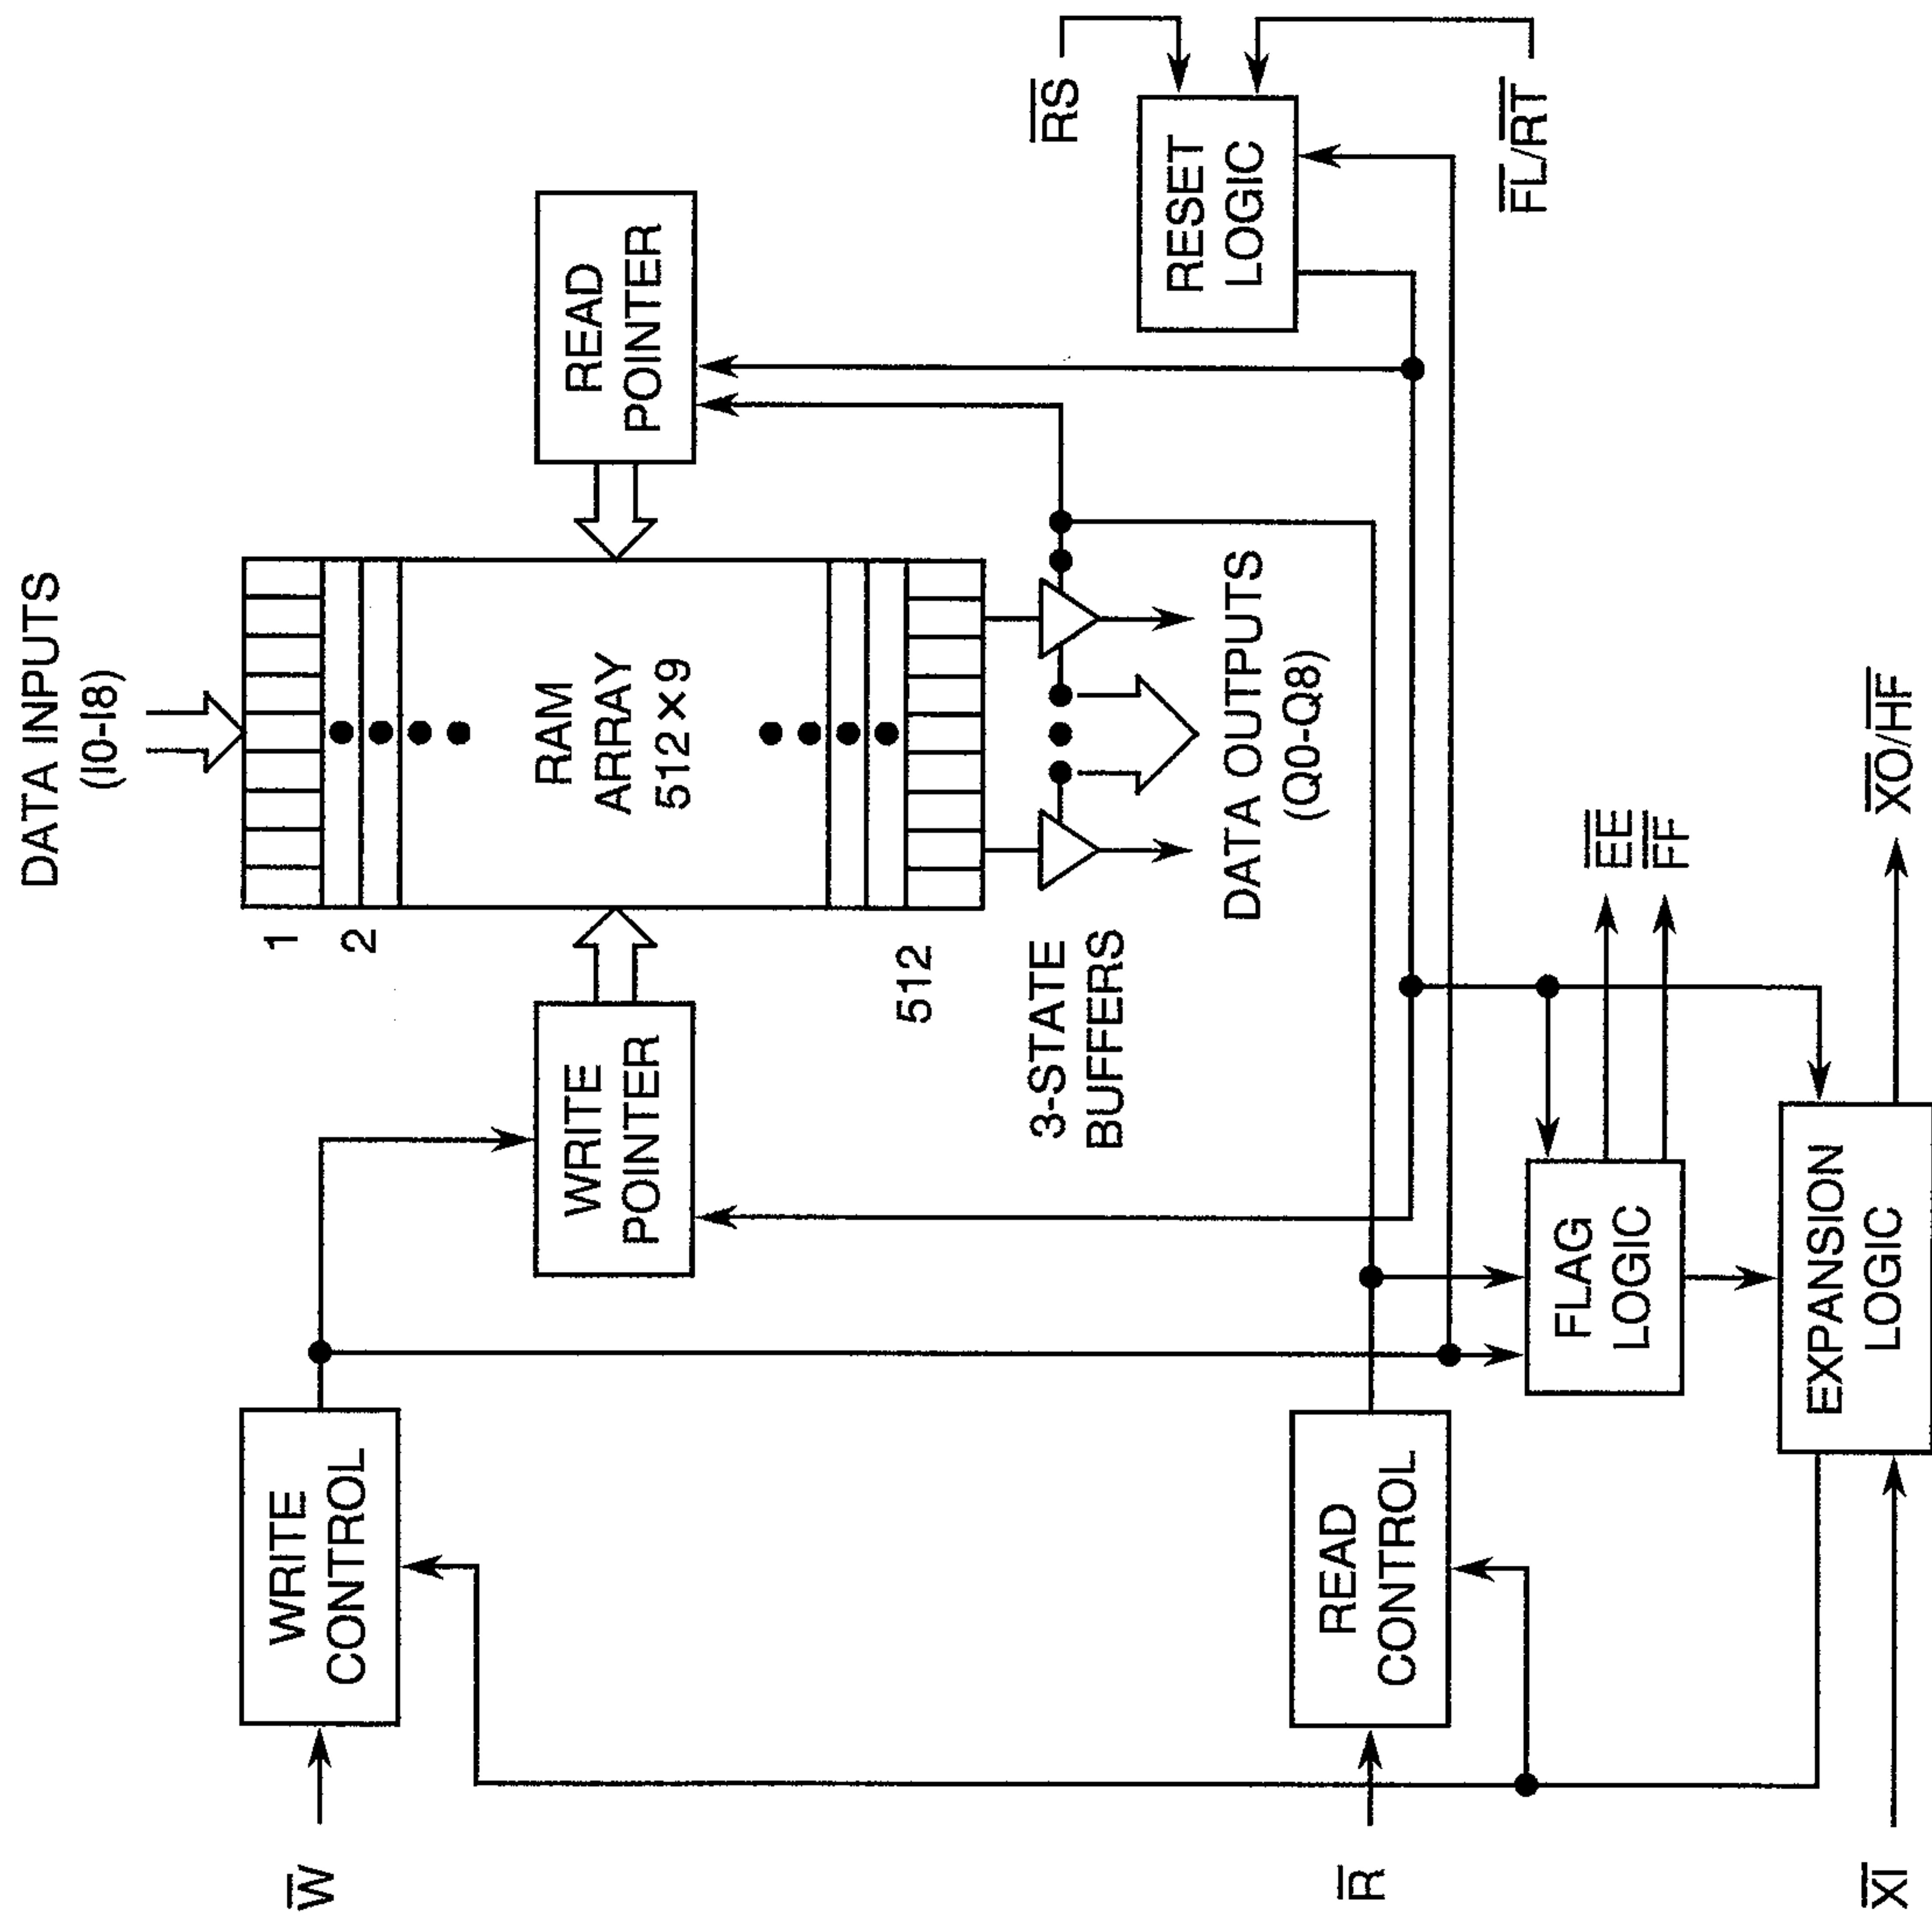 DATA INPUTS
(I0-I8)
W
WRITE
CONTROL
1
2
WRITE
POINTER
RAM
ARRAY
512×9
READ
POINTER
512
3-STATE
BUFFERS
DATA OUTPUTS
(Q0-Q8)
RS
RESET
LOGIC
FL/RT
R
READ
CONTROL
FLAG
LOGIC
EE
FF
XI
EXPANSION
LOGIC
XO/HF